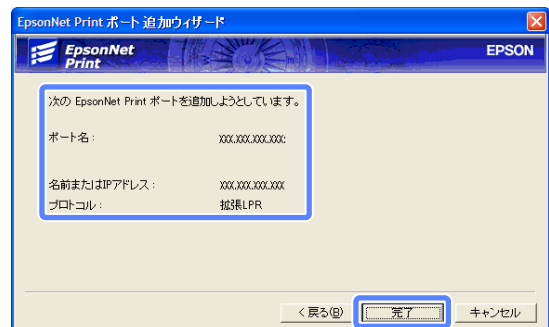 EpsonNet Print ポート追加ウィザード
EpsonNet
Print
EPSON
次の EpsonNet Print ポートを追加しようとしています。
ポート名： XXX.XXX.XXX.XXX:
名前またはIPアドレス： XXX.XXX.XXX.XXX
プロトコル： 拡張LPR
< 戻る(B) 完了 キャンセル